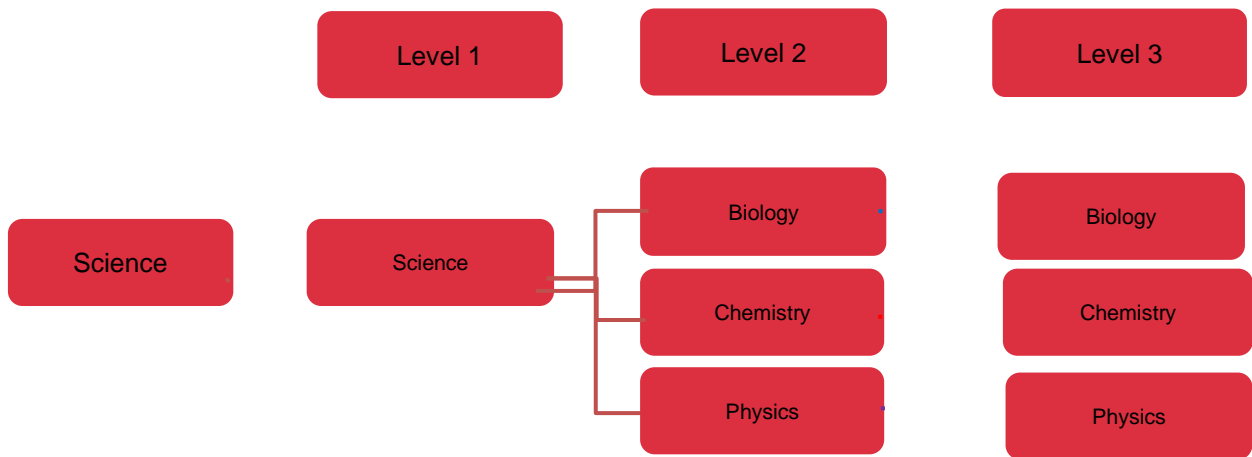 Level 1
Level 2
Level 3
Science
Science
Biology
Biology
Chemistry
Chemistry
Physics
Physics